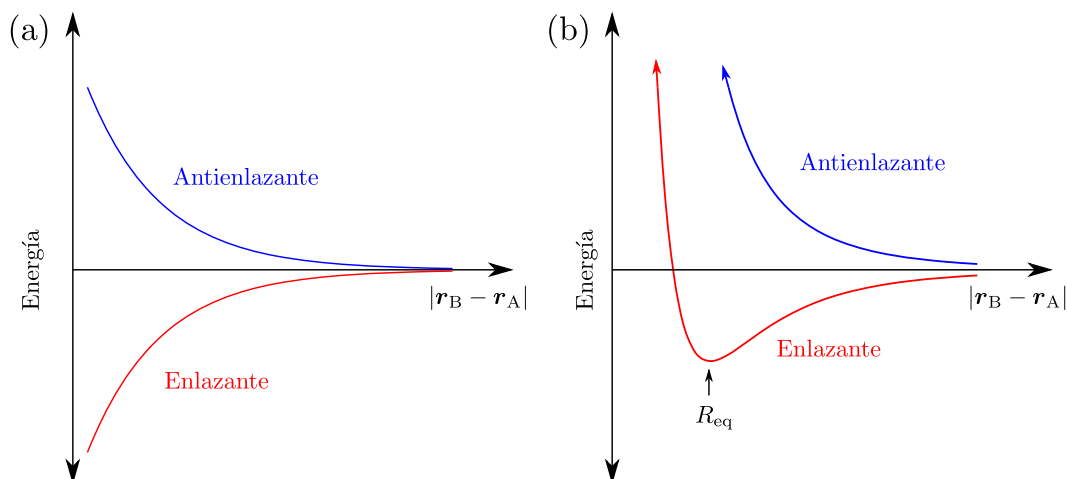 (a)
Energía
Antienlazante
Enlazante
|r_B − r_A|
(b)
Energía
Antienlazante
Enlazante
|r_B − r_A|
R_eq